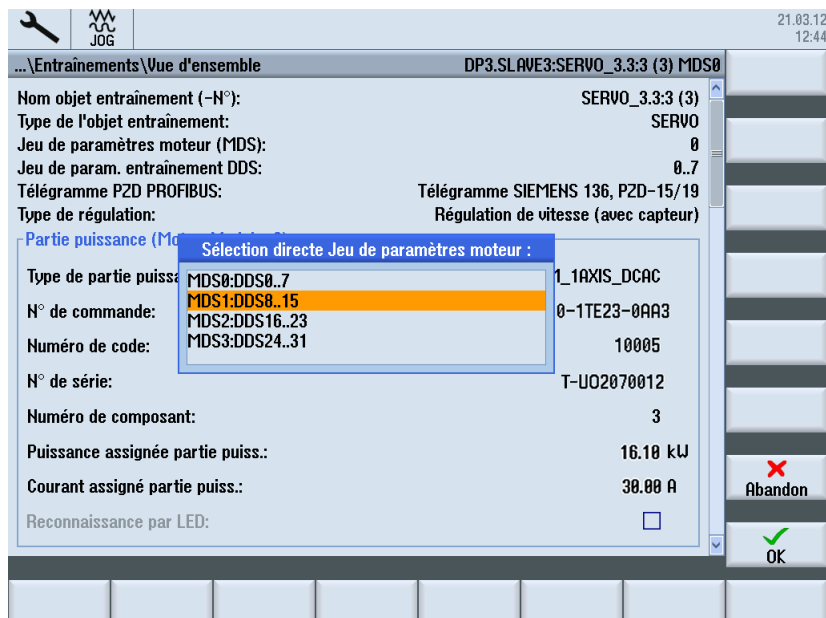 21.03.12
12:44
JOG
...\Entraînements\Vue d'ensemble DP3.SLAVE3:SERVO_3.3:3 (3) MDS0
Nom objet entraînement (-N°): SERVO_3.3:3 (3)
Type de l'objet entraînement: SERVO
Jeu de paramètres moteur (MDS): 0
Jeu de param. entraînement DDS: 0..7
Télégramme PZD PROFIBUS: Télégramme SIEMENS 136, PZD-15/19
Type de régulation: Régulation de vitesse (avec capteur)
Partie puissance
Sélection directe Jeu de paramètres moteur :
MDS0:DDS0..7
MDS1:DDS8..15
MDS2:DDS16..23
MDS3:DDS24..31
Type de partie 1_1AXIS_DCAC
N° de commande: 0-1TE23-0AA3
Numéro de code: 10005
N° de série: T-UO2070012
Numéro de composant: 3
Puissance assignée partie puiss.: 16.10 kW
Courant assigné partie puiss.: 30.00 A
Reconnaissance par LED:
Abandon
OK